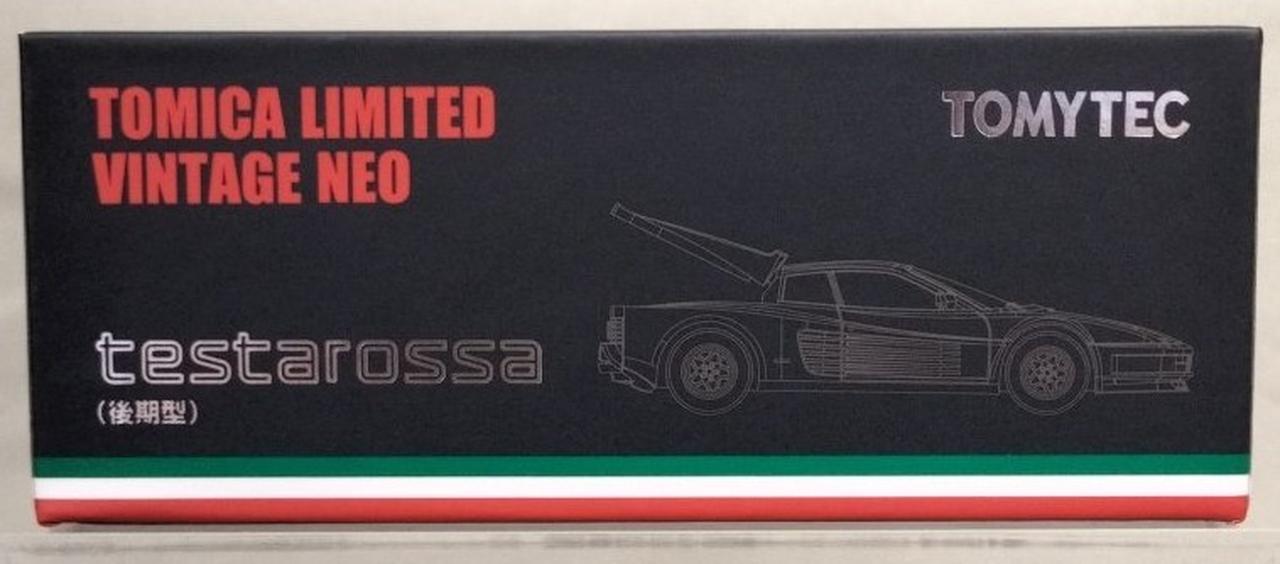 TOMICA LIMITED
VINTAGE NEO
TOMYTEC
testarossa
(後期型)